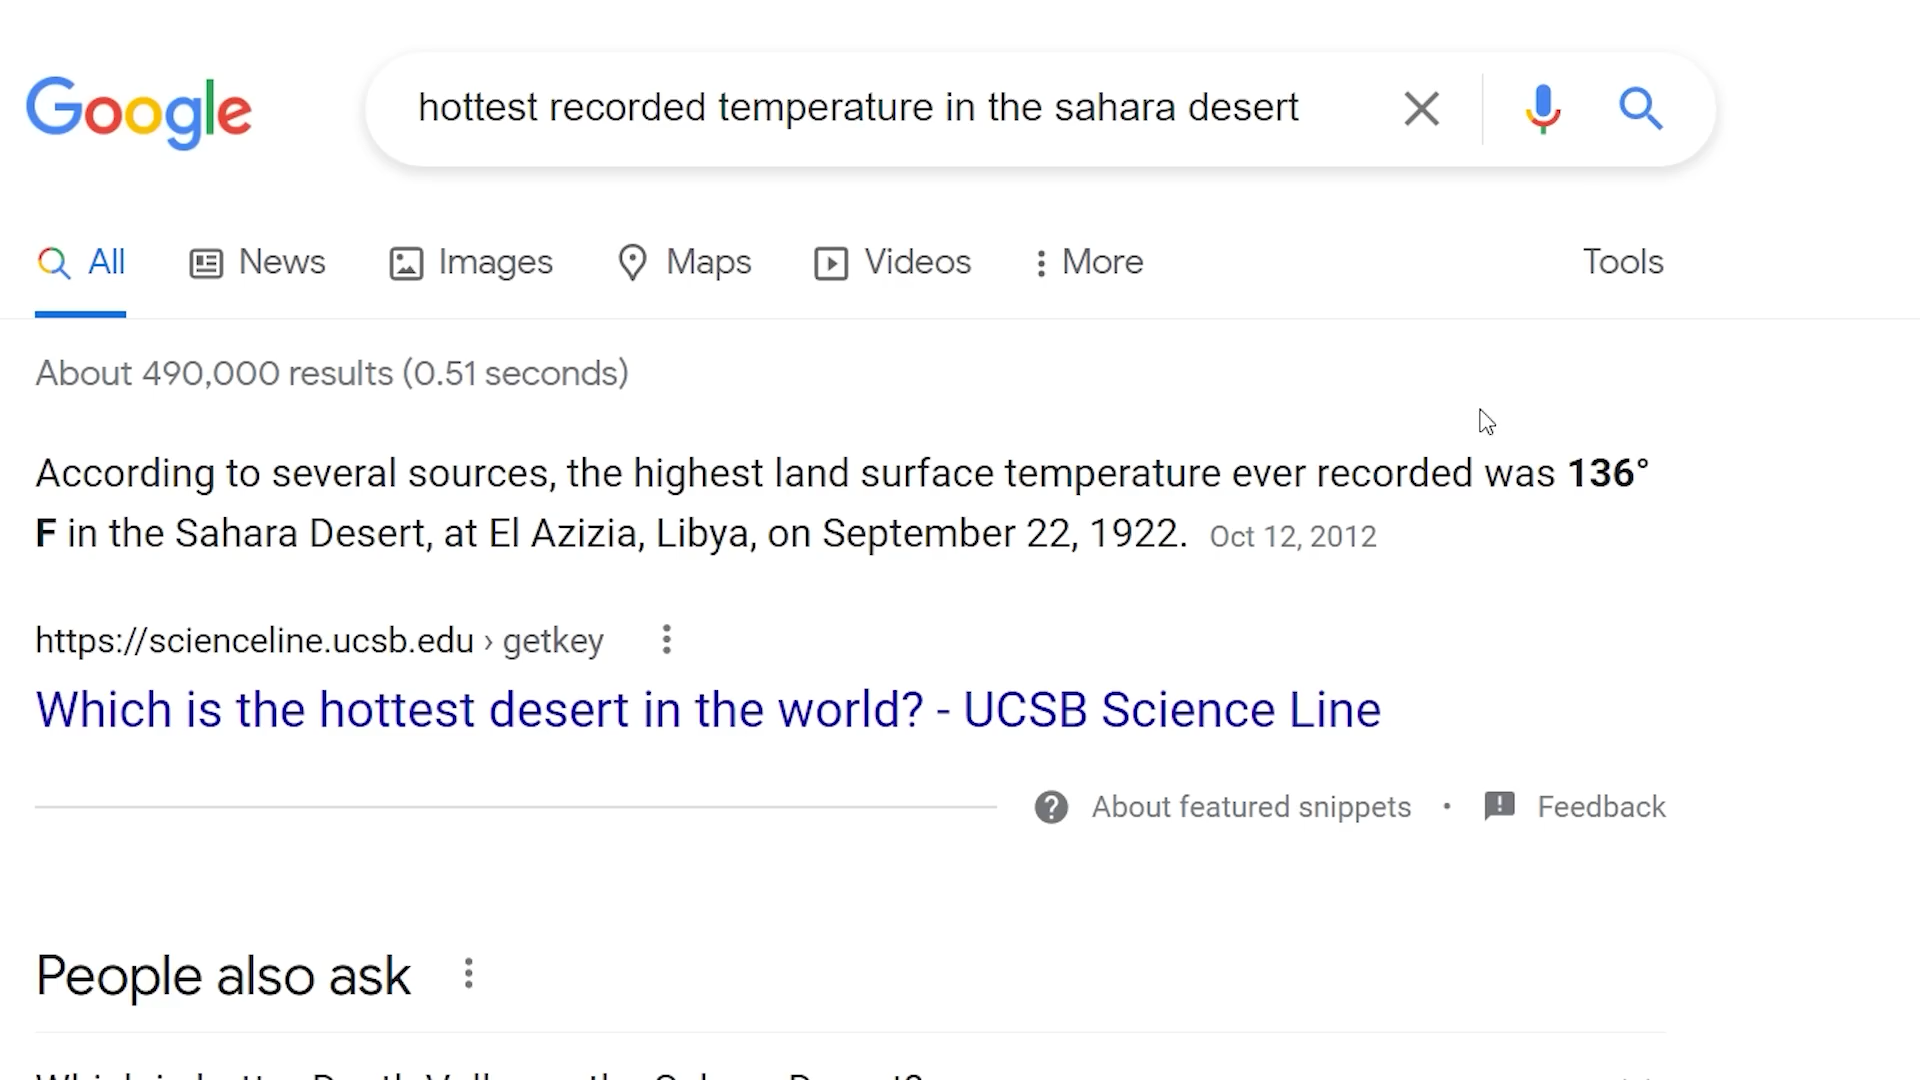 Google
hottest recorded temperature in the sahara desert
All News Images Maps Videos More Tools
About 490,000 results (0.51 seconds)
According to several sources, the highest land surface temperature ever recorded was 136°
F in the Sahara Desert, at El Azizia, Libya, on September 22, 1922. Oct 12, 2012
https://scienceline.ucsb.edu › getkey
Which is the hottest desert in the world? - UCSB Science Line
About featured snippets • Feedback
People also ask